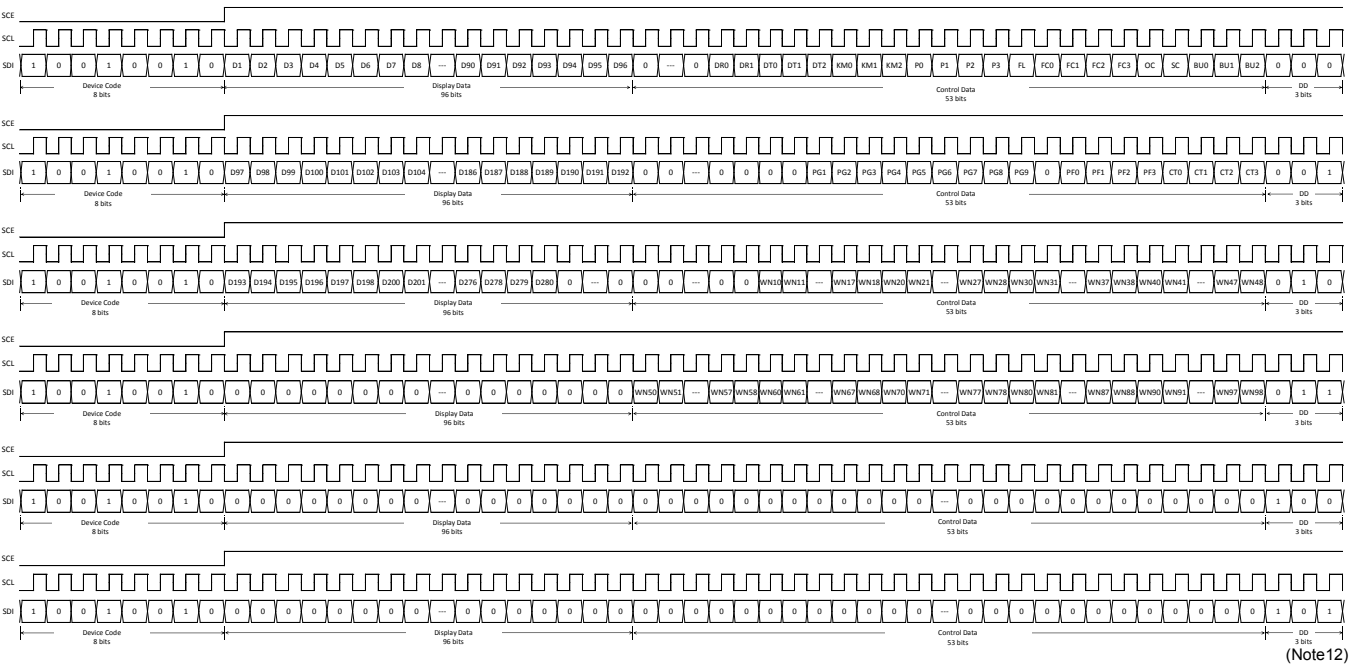 SCE
SCL
SDI 1 0 0 1 0 0 1 0 D1 D2 D3 D4 D5 D6 D7 D8 --- D90 D91 D92 D93 D94 D95 D96 0 --- 0 DR0 DR1 DT0 DT1 DT2 KM0 KM1 KM2 P0 P1 P2 P3 FL FC0 FC1 FC2 FC3 OC SC BU0 BU1 BU2 0 0 0
Device Code Display Data Control Data DD
8 bits 96 bits 53 bits 3 bits
SCE
SCL
SDI 1 0 0 1 0 0 1 0 D97 D98 D99 D100 D101 D102 D103 D104 --- D186 D187 D188 D189 D190 D191 D192 0 0 --- 0 0 0 0 PG1 PG2 PG3 PG4 PG5 PG6 PG7 PG8 PG9 0 PF0 PF1 PF2 PF3 CT0 CT1 CT2 CT3 0 0 1
Device Code Display Data Control Data DD
8 bits 96 bits 53 bits 3 bits
SCE
SCL
SDI 1 0 0 1 0 0 1 0 D193 D194 D195 D196 D197 D198 D200 D201 --- D276 D278 D279 D280 0 --- 0 0 0 --- 0 0 WN10 WN11 --- WN17 WN18 WN20 WN21 --- WN27 WN28 WN30 WN31 --- WN37 WN38 WN40 WN41 --- WN47 WN48 0 1 0
Device Code Display Data Control Data DD
8 bits 96 bits 53 bits 3 bits
SCE
SCL
SDI 1 0 0 1 0 0 1 0 0 0 0 0 0 0 0 0 --- 0 0 0 0 0 0 0 WN50 WN51 --- WN57 WN58 WN60 WN61 --- WN67 WN68 WN70 WN71 --- WN77 WN78 WN80 WN81 --- WN87 WN88 WN90 WN91 --- WN97 WN98 0 1 1
Device Code Display Data Control Data DD
8 bits 96 bits 53 bits 3 bits
SCE
SCL
SDI 1 0 0 1 0 0 1 0 0 0 0 0 0 0 0 0 --- 0 0 0 0 0 0 0 0 0 0 0 0 0 0 0 0 0 0 0 --- 0 0 0 0 0 0 0 0 0 0 0 0 1 0 0
Device Code Display Data Control Data DD
8 bits 96 bits 53 bits 3 bits
SCE
SCL
SDI 1 0 0 1 0 0 1 0 0 0 0 0 0 0 0 0 --- 0 0 0 0 0 0 0 0 0 0 0 0 0 0 0 0 0 0 0 --- 0 0 0 0 0 0 0 0 0 0 0 0 1 0 1
Device Code Display Data Control Data DD
8 bits 96 bits 53 bits 3 bits
(Note12)